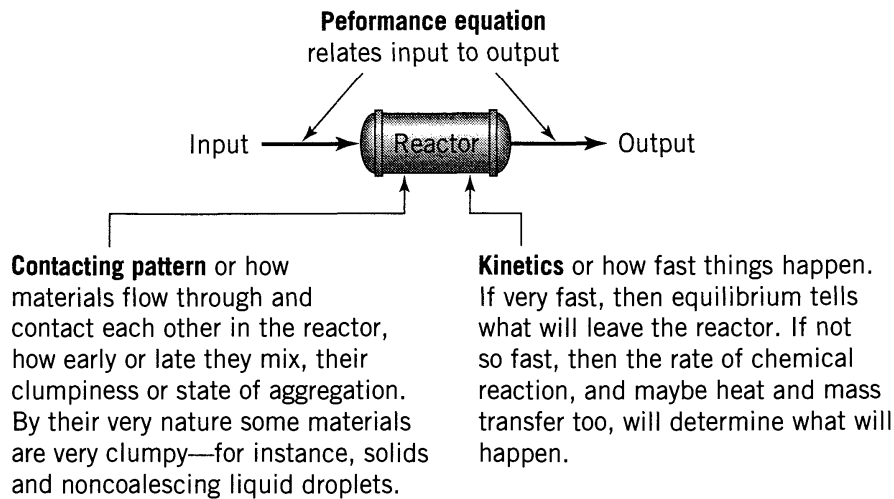 Peformance equation
relates input to output
Input
Reactor
Output
Contacting pattern or how
materials flow through and
contact each other in the reactor,
how early or late they mix, their
clumpiness or state of aggregation.
By their very nature some materials
are very clumpy—for instance, solids
and noncoalescing liquid droplets.
Kinetics or how fast things happen.
If very fast, then equilibrium tells
what will leave the reactor. If not
so fast, then the rate of chemical
reaction, and maybe heat and mass
transfer too, will determine what will
happen.